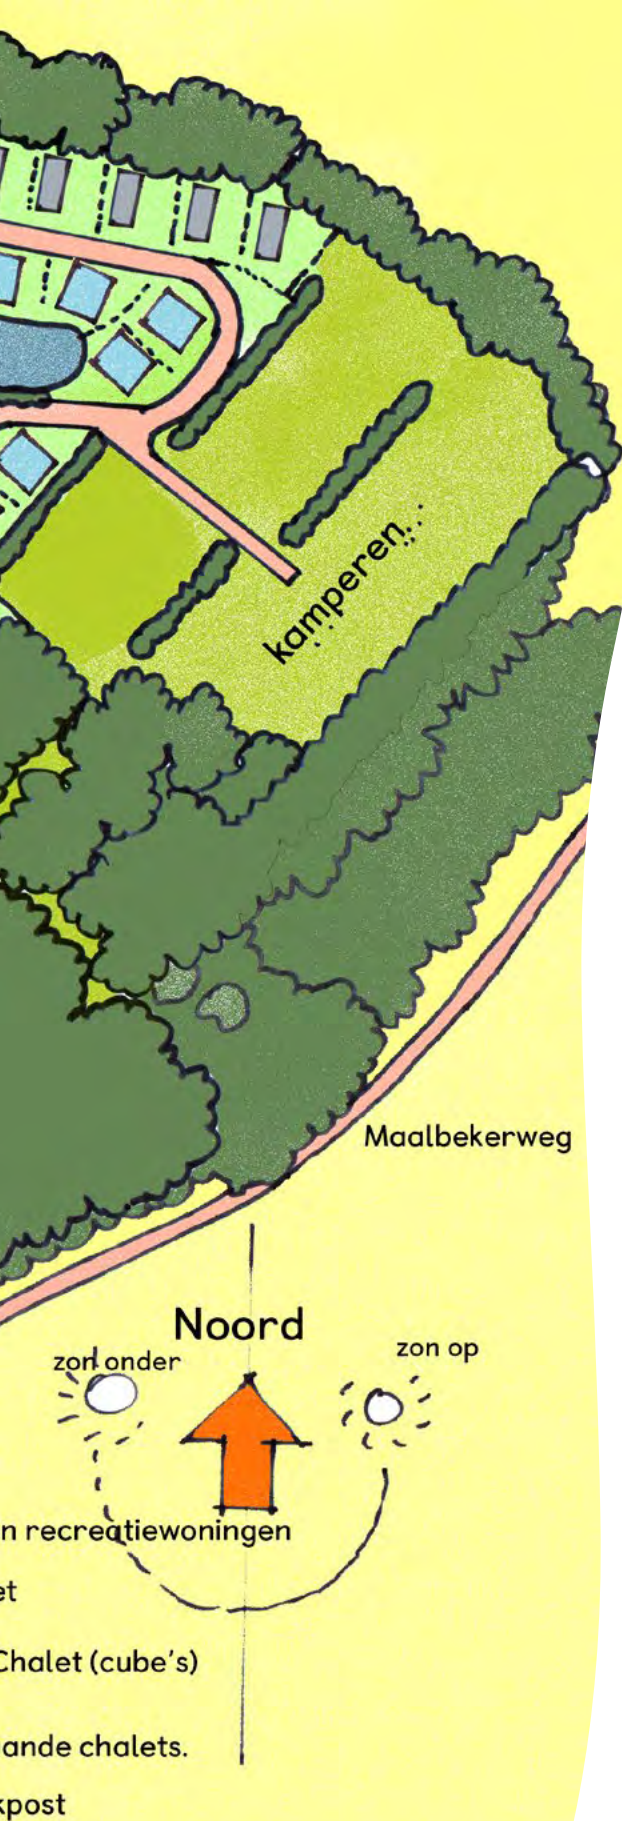 kamperen
Maalbekerweg
Noord
zon onder
zon op
n recreatiewoningen
et
Chalet (cube's)
ande chalets.
kpost